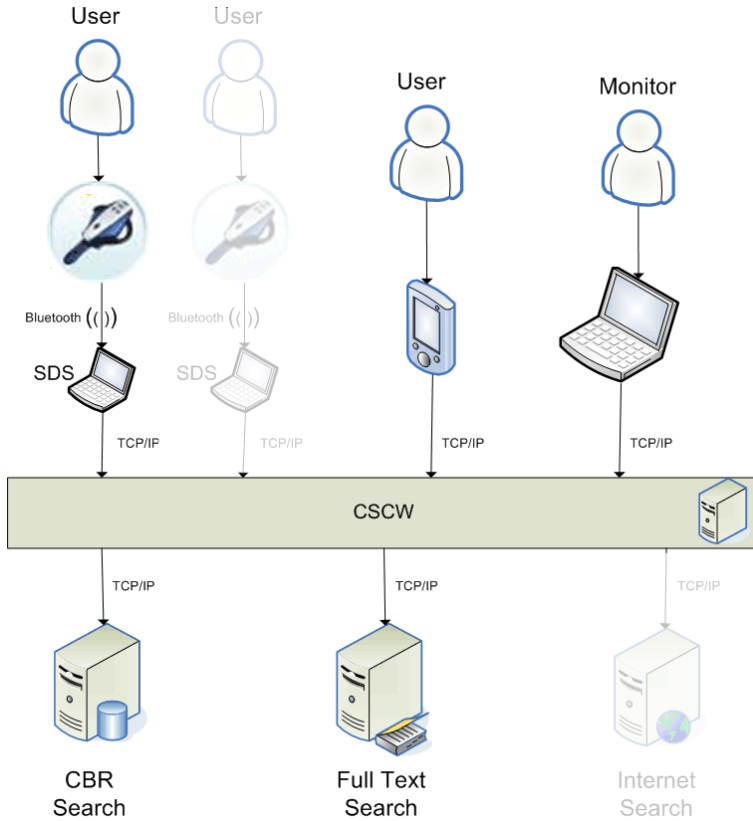 User
User
User
Monitor
Bluetooth ((·))
Bluetooth ((·))
SDS
SDS
TCP/IP
TCP/IP
TCP/IP
TCP/IP
CSCW
TCP/IP
TCP/IP
TCP/IP
CBR
Search
Full Text
Search
Internet
Search